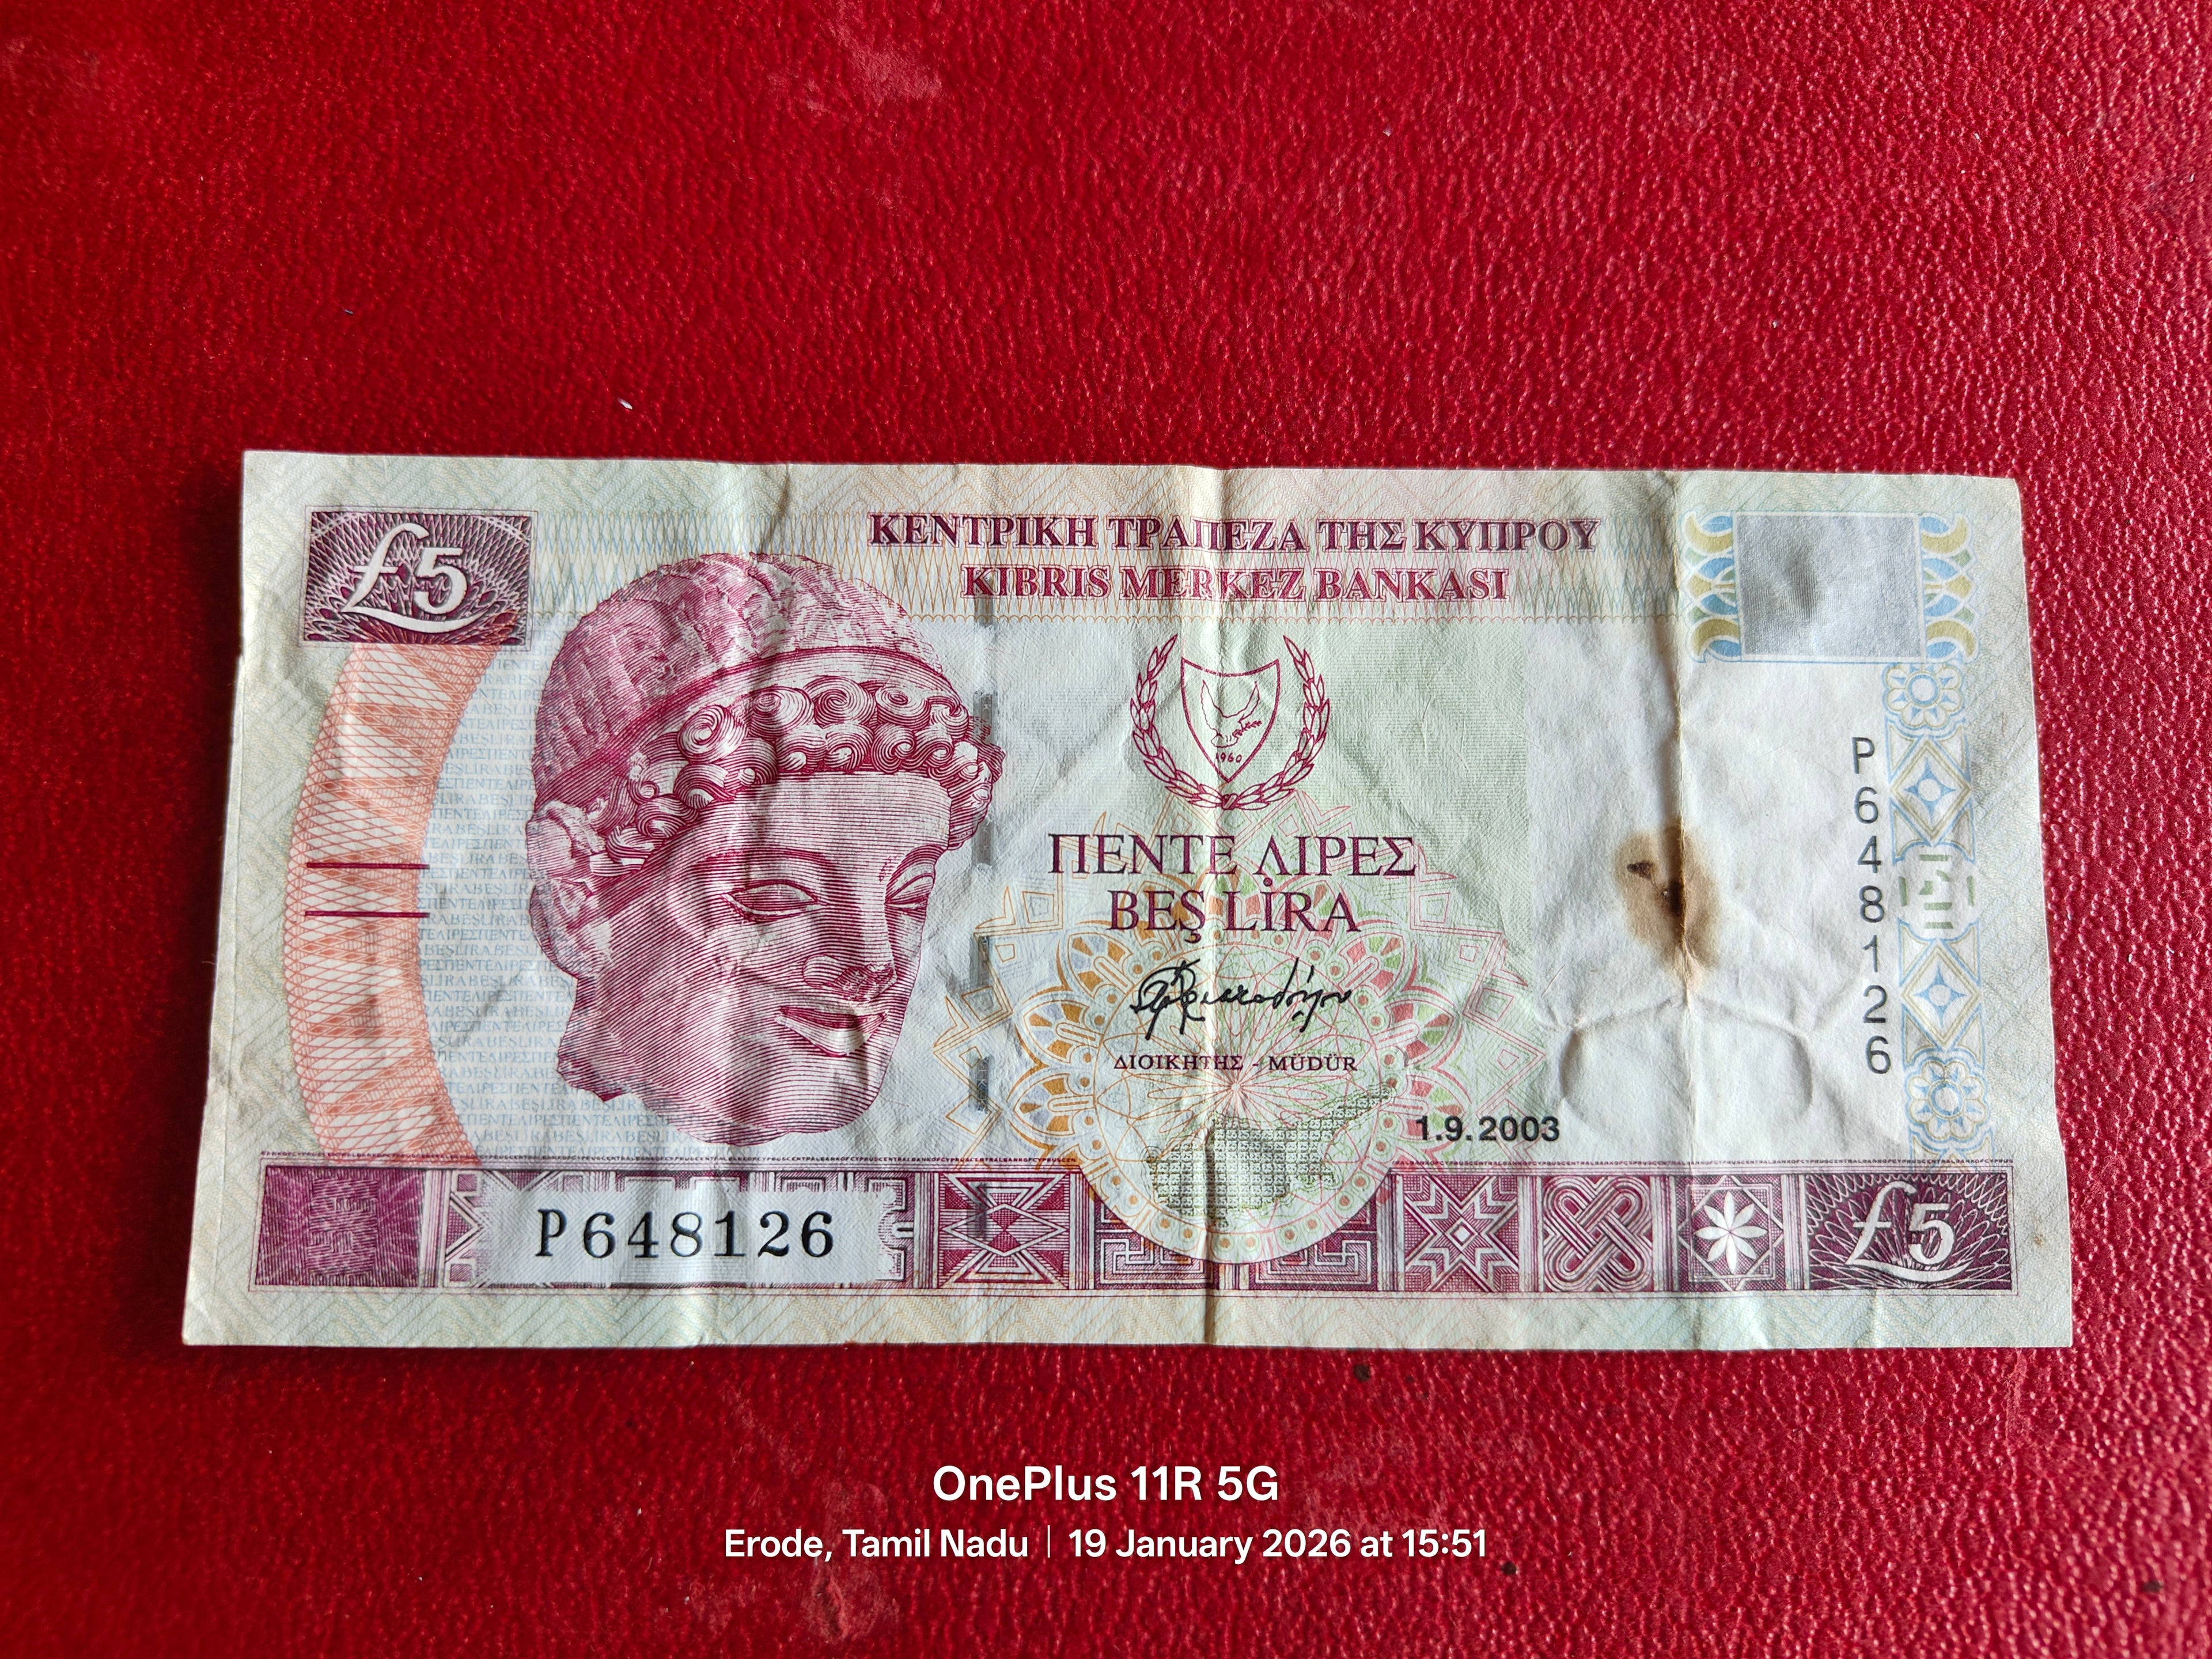 £5
ΚΕΝΤΡΙΚΗ ΤΡΑΠΕΖΑ ΤΗΣ ΚΥΠΡΟΥ
KIBRIS MERKEZ BANKASI
1960
ΠΕΝΤΕ ΛΙΡΕΣ
BEŞ LİRA
ΔΙΟΙΚΗΤΗΣ - MÜDÜR
1.9.2003
P648126
P648126
£5
OnePlus 11R 5G
Erode, Tamil Nadu | 19 January 2026 at 15:51